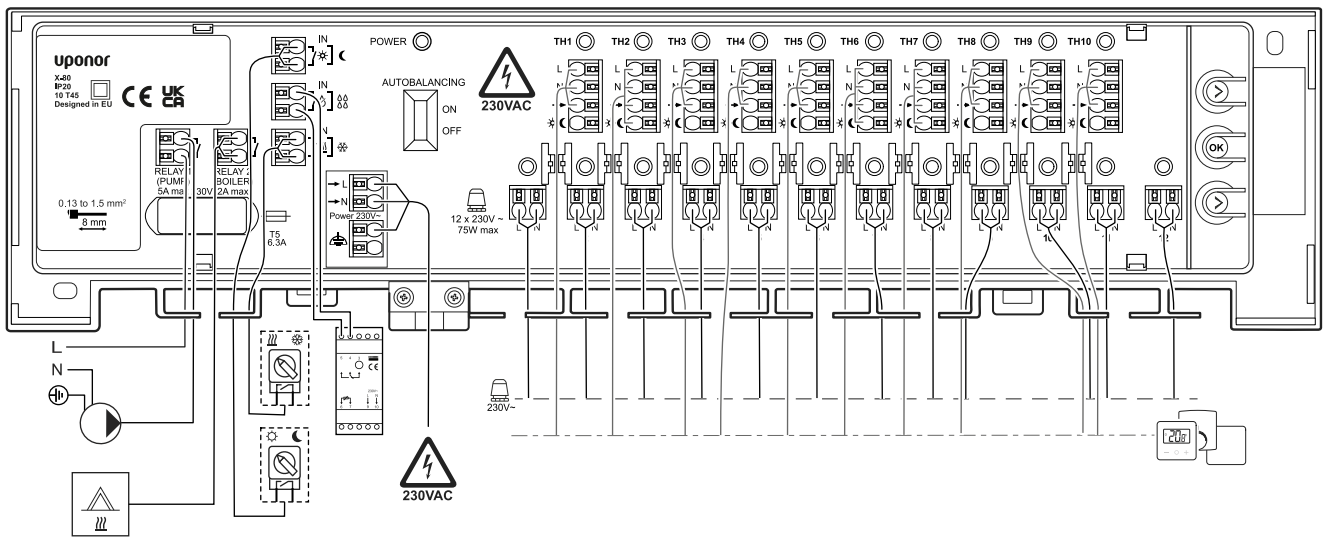 uponor
X-80
IP20
10 T45
Designed in EU
CE UK CA
IN
IN
POWER
AUTOBALANCING
ON
OFF
230VAC
TH1 TH2 TH3 TH4 TH5 TH6 TH7 TH8 TH9 TH10
L L L L L L L L L L
N N
OK
RELAY 1 RELAY 2
(PUMP) (BOILER)
5A max 30V 2A max
0.13 to 1.5 mm²
8 mm
T5
6.3A
L
N
Power 230V~
12 x 230V ~
75W max
L N L N L N
L
N
CE
230V~
230VAC